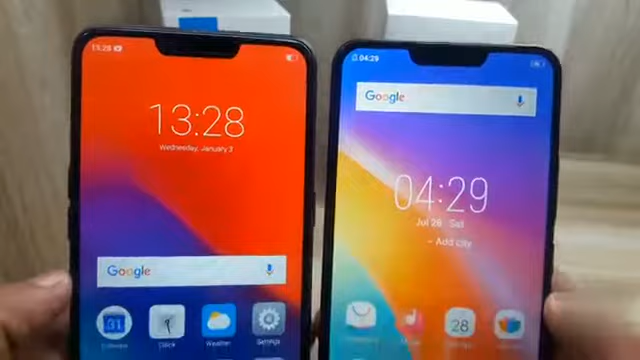 13:28
13:28
Wednesday, January 3
Google
31
Calendar
Clock
Weather
Settings
04:29
Google
04:29
Jul 28 Sat
+ Add city
28